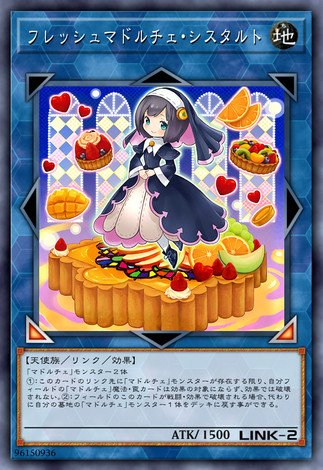 フレッシュマドルチェ・シスタルト
地
【天使族／リンク／効果】
「マドルチェ」モンスター２体
①：このカードのリンク先に「マドルチェ」モンスターが存在する限り、自分フ
ィールドの「マドルチェ」魔法・罠カードは効果の対象にならず、効果では破壊
されない。②：フィールドのこのカードが戦闘・効果で破壊される場合、代わり
に自分の墓地の「マドルチェ」モンスター１体をデッキに戻す事ができる。
ATK/1500 LINK-2
96150936